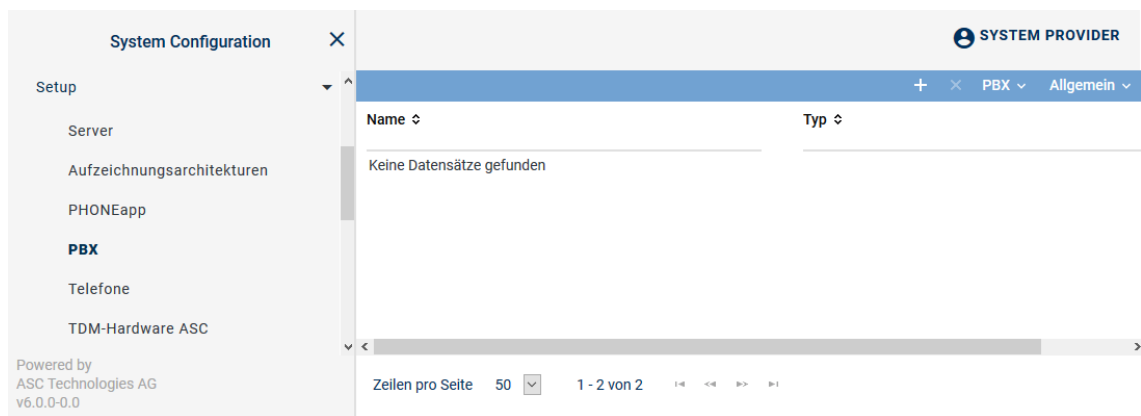 System Configuration
SYSTEM PROVIDER
Setup
PBX
Allgemein
Server
Name
Typ
Aufzeichnungsarchitekturen
Keine Datensätze gefunden
PHONEapp
PBX
Telefone
TDM-Hardware ASC
Powered by
ASC Technologies AG
v6.0.0-0.0
Zeilen pro Seite 50 1 - 2 von 2